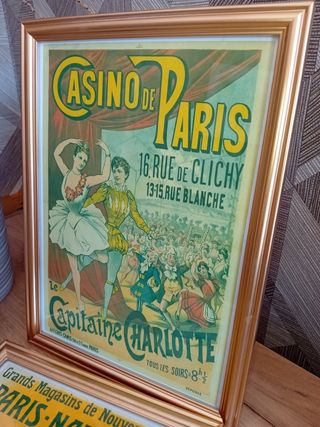 CASINO DE PARIS
16, RUE DE CLICHY
13-15, RUE BLANCHE
Le Capitaine CHARLOTTE
TOUS LES SOIRS à 8h 1/2
Grands Magasins de Nouve
PARIS-